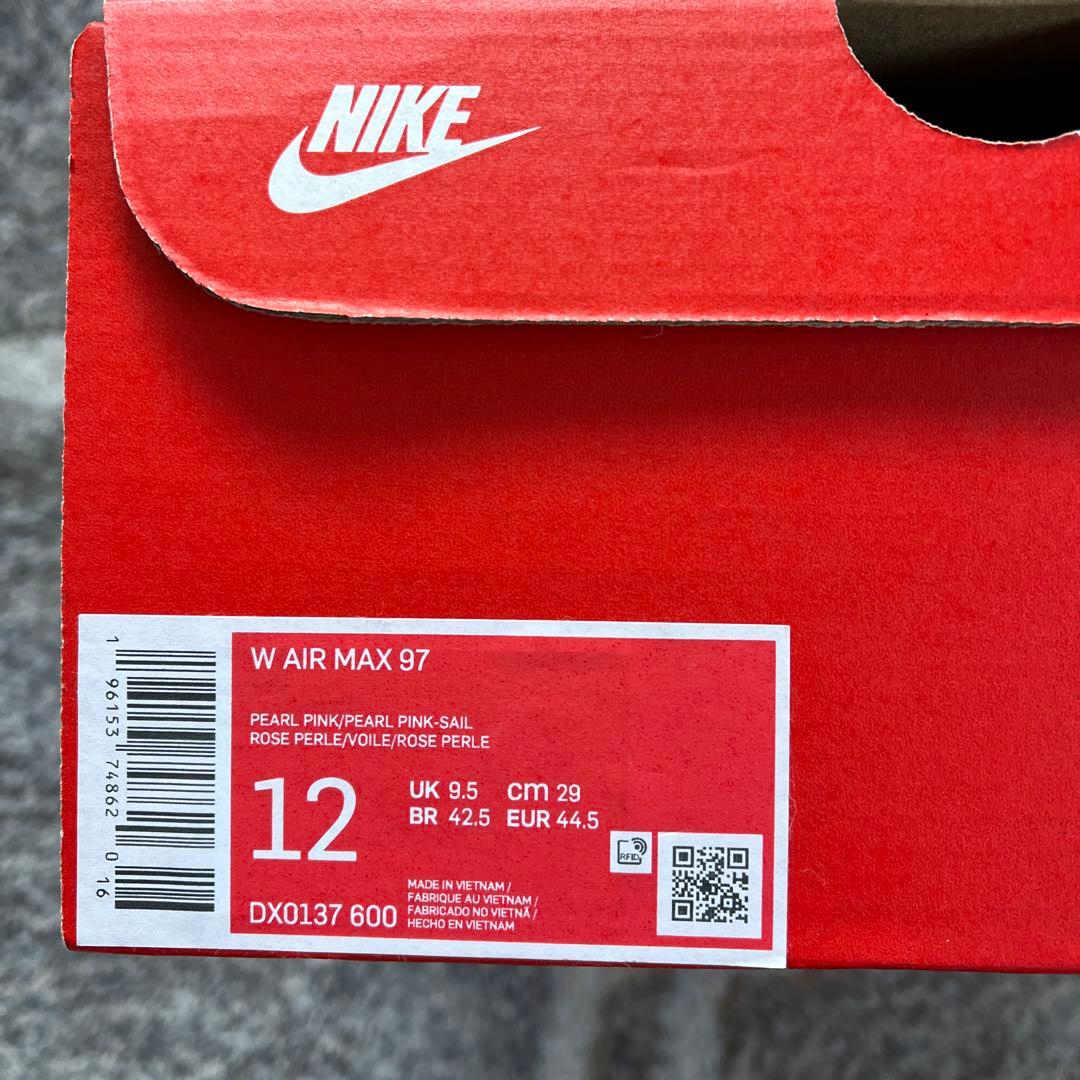 NIKE
W AIR MAX 97
PEARL PINK/PEARL PINK-SAIL
ROSE PERLE/VOILE/ROSE PERLE
12
UK 9.5 cm 29
BR 42.5 EUR 44.5
RFID
MADE IN VIETNAM /
FABRIQUE AU VIETNAM /
FABRICADO NO VIETNÃ /
HECHO EN VIETNAM
DX0137 600
1 96153 74862 0 16